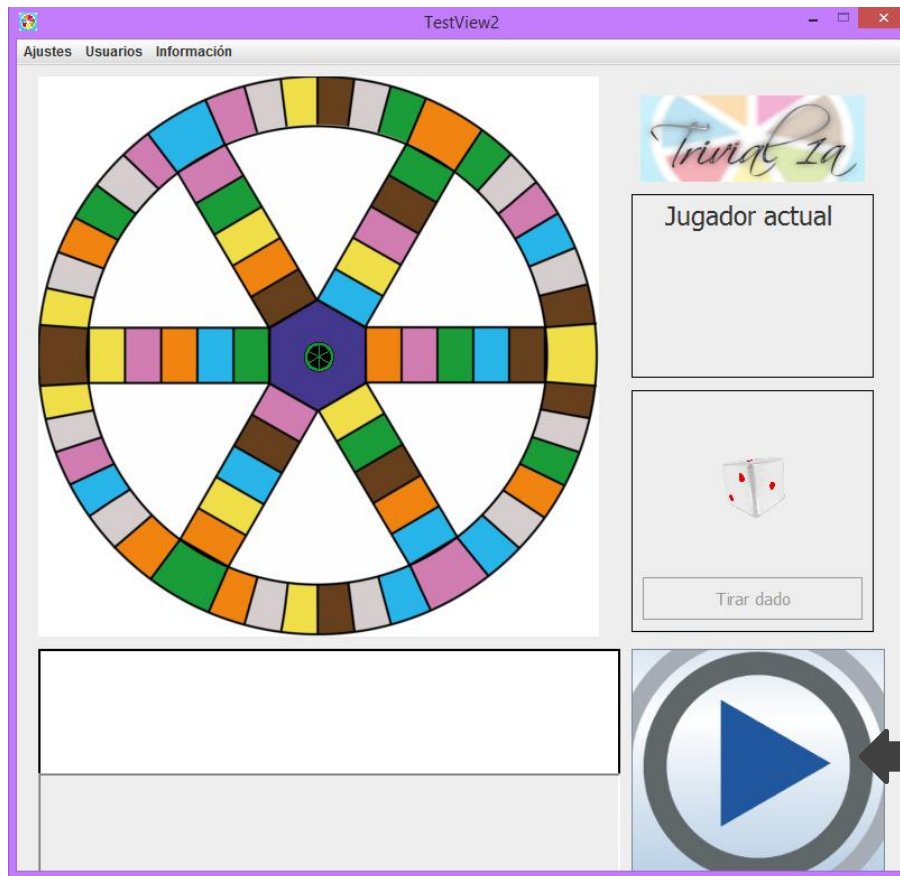 TestView2
Ajustes Usuarios Información
Trivial 1a
Jugador actual
Tirar dado